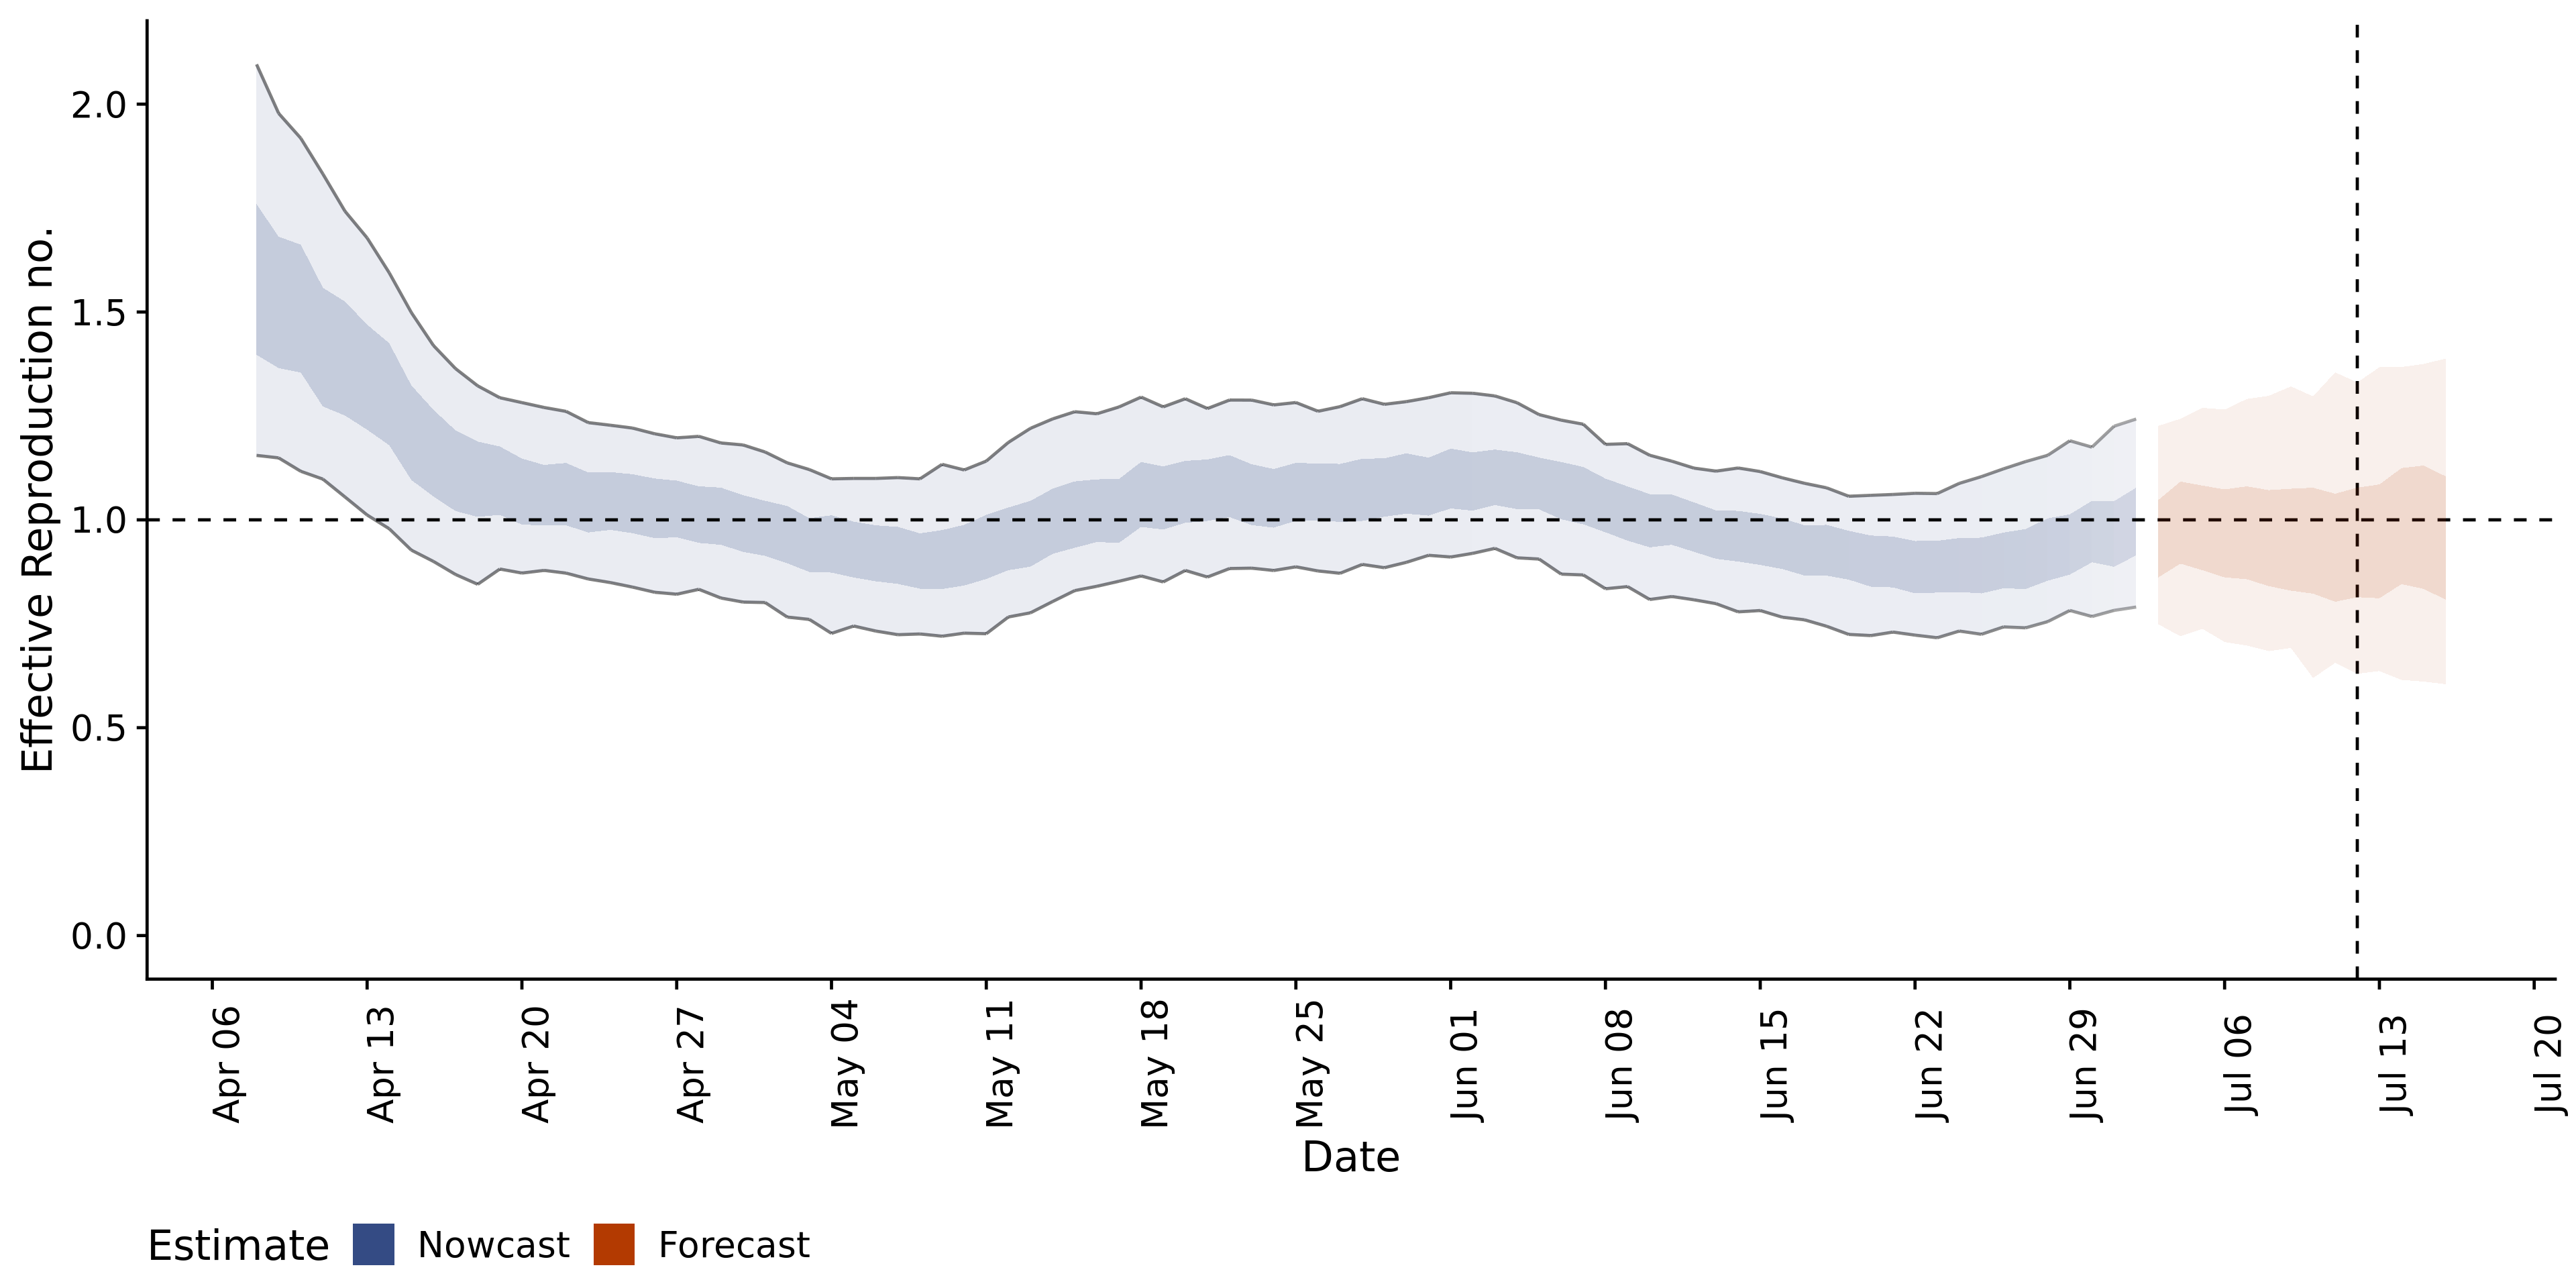 Effective Reproduction no.
2.0
1.5
1.0
0.5
0.0
Apr 06
Apr 13
Apr 20
Apr 27
May 04
May 11
May 18
May 25
Jun 01
Jun 08
Jun 15
Jun 22
Jun 29
Jul 06
Jul 13
Jul 20
Date
Estimate Nowcast Forecast